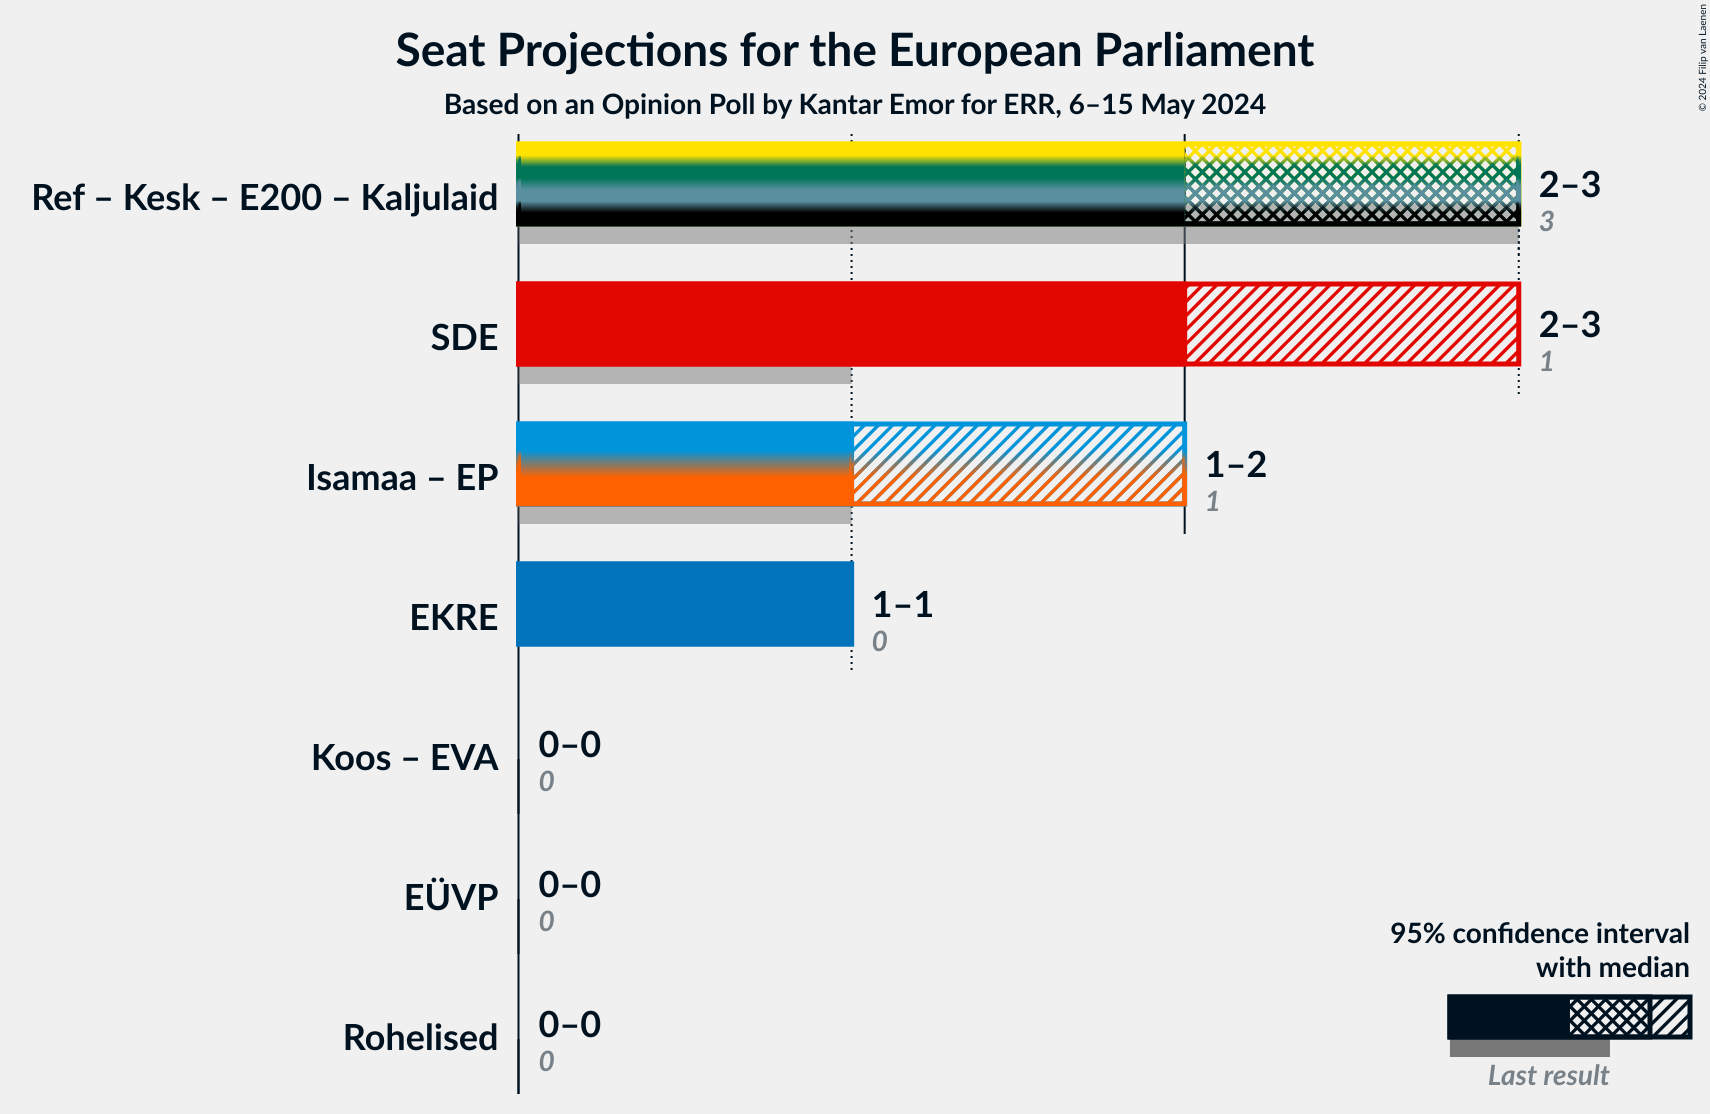 Seat Projections for the European Parliament
Based on an Opinion Poll by Kantar Emor for ERR, 6–15 May 2024
© 2024 Filip van Laenen
Ref – Kesk – E200 – Kaljulaid
2–3
3
SDE
2–3
1
Isamaa – EP
1–2
1
EKRE
1–1
0
Koos – EVA
0–0
0
EÜVP
0–0
0
Rohelised
0–0
0
95% confidence interval
with median
Last result